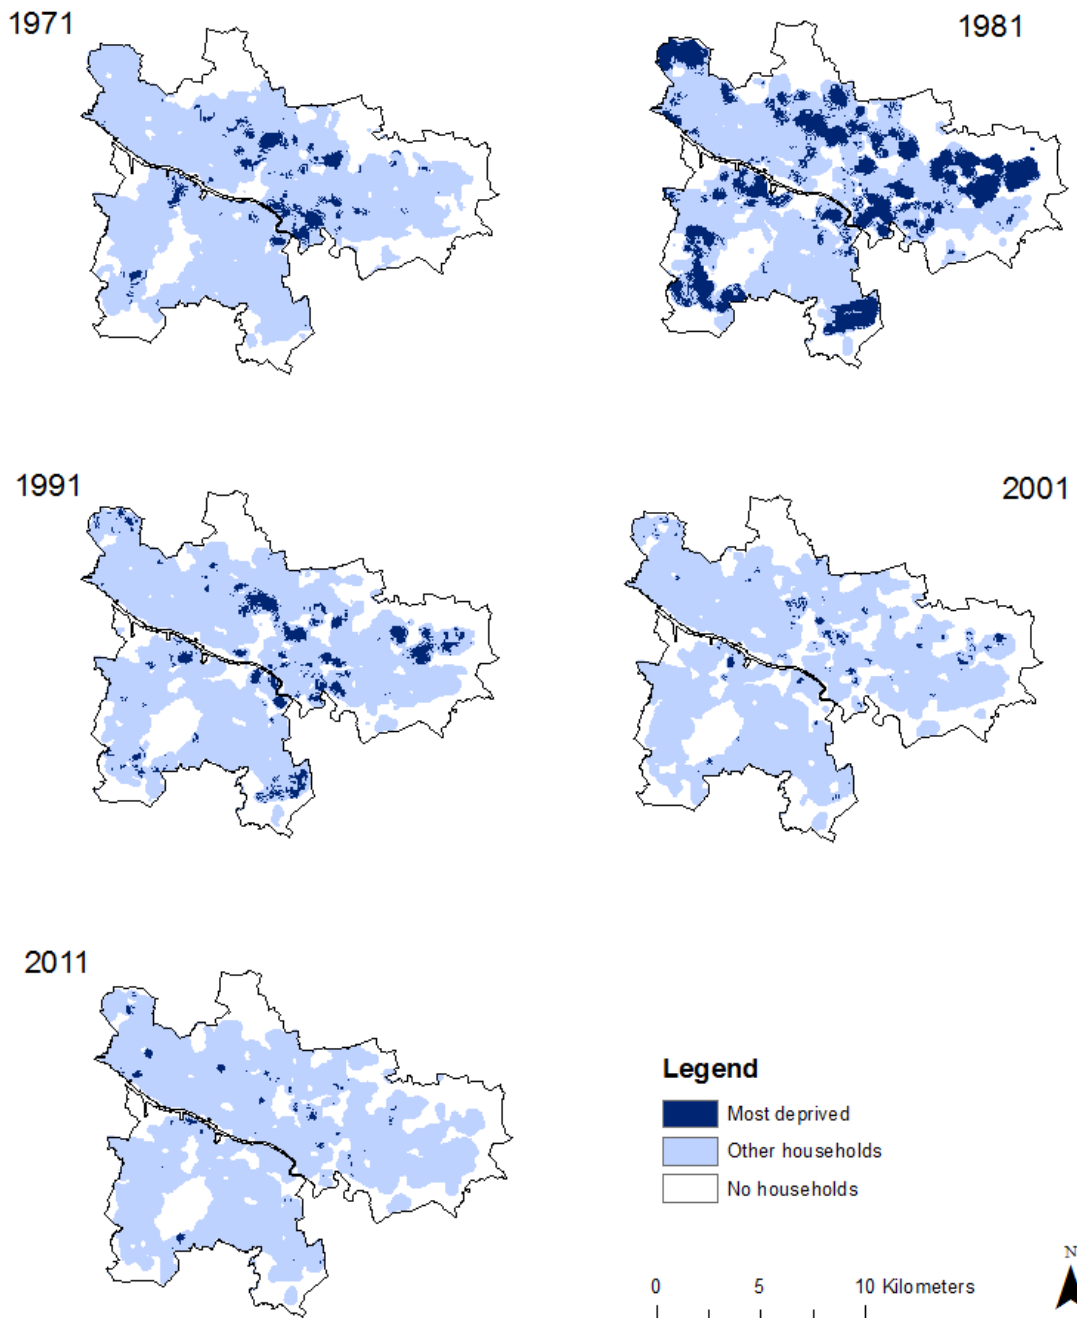 1971
1981
1991
2001
2011
Legend
Most deprived
Other households
No households
0 5 10 Kilometers
N